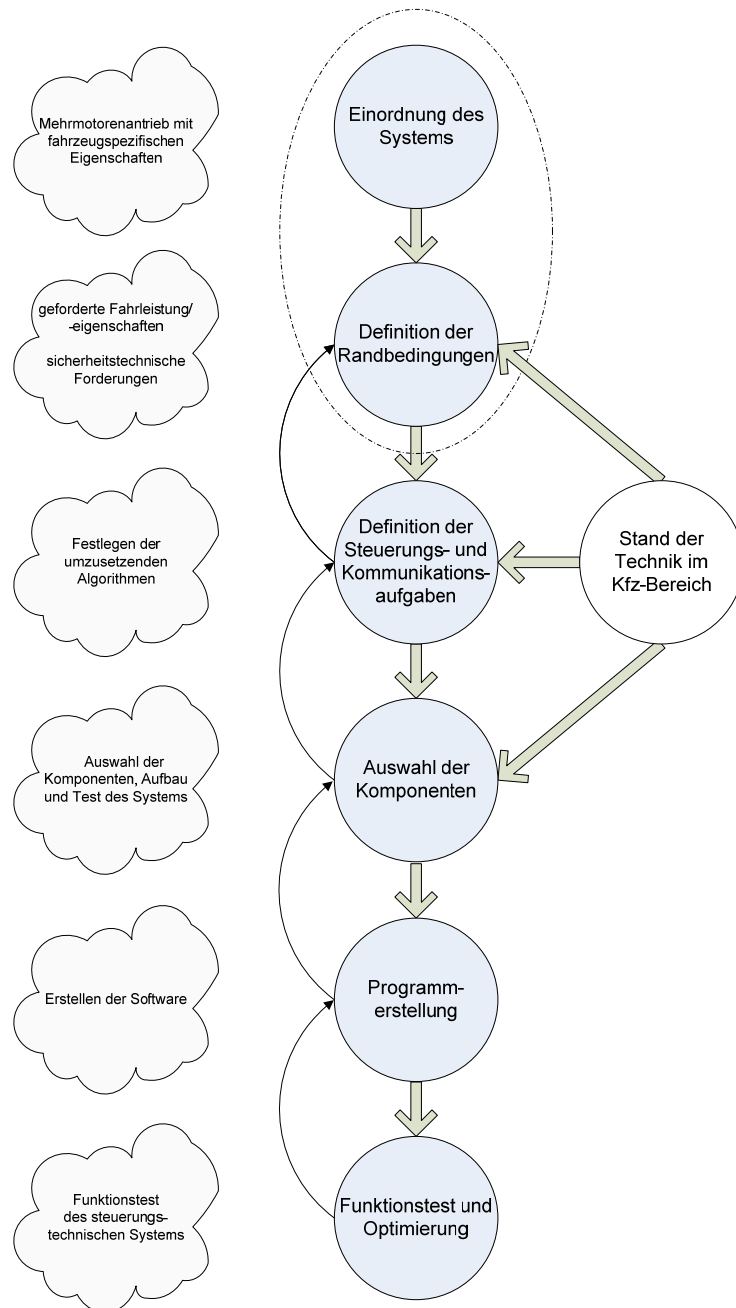 Mehrmotorenantrieb mit
fahrzeugspezifischen
Eigenschaften
Einordnung des
Systems
geforderte Fahrleistung/
-eigenschaften
sicherheitstechnische
Forderungen
Definition der
Randbedingungen
Festlegen der
umzusetzenden
Algorithmen
Definition der
Steuerungs- und
Kommunikations-
aufgaben
Stand der
Technik im
Kfz-Bereich
Auswahl der
Komponenten, Aufbau
und Test des Systems
Auswahl der
Komponenten
Erstellen der Software
Programm-
erstellung
Funktionstest
des steuerungs-
technischen Systems
Funktionstest und
Optimierung